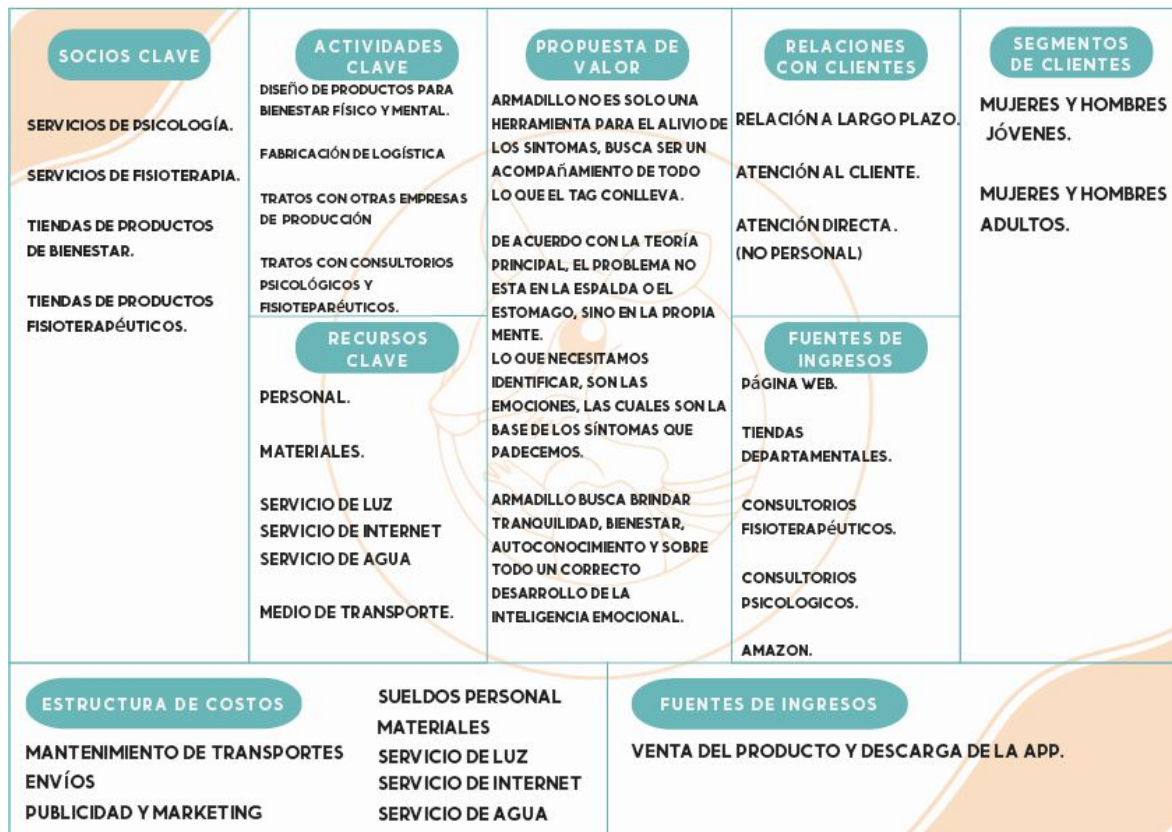 SOCIOS CLAVE
SERVICIOS DE PSICOLOGÍA.
SERVICIOS DE FISIOTERAPIA.
TIENDAS DE PRODUCTOS
DE BIENESTAR.
TIENDAS DE PRODUCTOS
FISIOTERAPÉUTICOS.
ACTIVIDADES
CLAVE
DISEÑO DE PRODUCTOS PARA
BIENESTAR FÍSICO Y MENTAL.
FABRICACIÓN DE LOGÍSTICA
TRATOS CON OTRAS EMPRESAS
DE PRODUCCIÓN
TRATOS CON CONSULTORIOS
PSICOLÓGICOS Y
FISIOTEPARÉUTICOS.
RECURSOS
CLAVE
PERSONAL.
MATERIALES.
SERVICIO DE LUZ
SERVICIO DE INTERNET
SERVICIO DE AGUA
MEDIO DE TRANSPORTE.
PROPUESTA DE
VALOR
ARMADILLO NO ES SOLO UNA
HERRAMIENTA PARA EL ALIVIO DE
LOS SINTOMAS, BUSCA SER UN
ACOMPAÑAMIENTO DE TODO
LO QUE EL TAG CONLLEVA.
DE ACUERDO CON LA TEORÍA
PRINCIPAL, EL PROBLEMA NO
ESTA EN LA ESPALDA O EL
ESTOMAGO, SINO EN LA PROPIA
MENTE.
LO QUE NECESITAMOS
IDENTIFICAR, SON LAS
EMOCIONES, LAS CUALES SON LA
BASE DE LOS SÍNTOMAS QUE
PADECEMOS.
ARMADILLO BUSCA BRINDAR
TRANQUILIDAD, BIENESTAR,
AUTOCONOCIMIENTO Y SOBRE
TODO UN CORRECTO
DESARROLLO DE LA
INTELIGENCIA EMOCIONAL.
RELACIONES
CON CLIENTES
RELACIÓN A LARGO PLAZO.
ATENCIÓN AL CLIENTE.
ATENCIÓN DIRECTA.
(NO PERSONAL)
FUENTES DE
INGRESOS
PÁGINA WEB.
TIENDAS
DEPARTAMENTALES.
CONSULTORIOS
FISIOTERAPÉUTICOS.
CONSULTORIOS
PSICOLOGICOS.
AMAZON.
SEGMENTOS
DE CLIENTES
MUJERES Y HOMBRES
JÓVENES.
MUJERES Y HOMBRES
ADULTOS.
ESTRUCTURA DE COSTOS
MANTENIMIENTO DE TRANSPORTES
ENVÍOS
PUBLICIDAD Y MARKETING
SUELDOS PERSONAL
MATERIALES
SERVICIO DE LUZ
SERVICIO DE INTERNET
SERVICIO DE AGUA
FUENTES DE INGRESOS
VENTA DEL PRODUCTO Y DESCARGA DE LA APP.